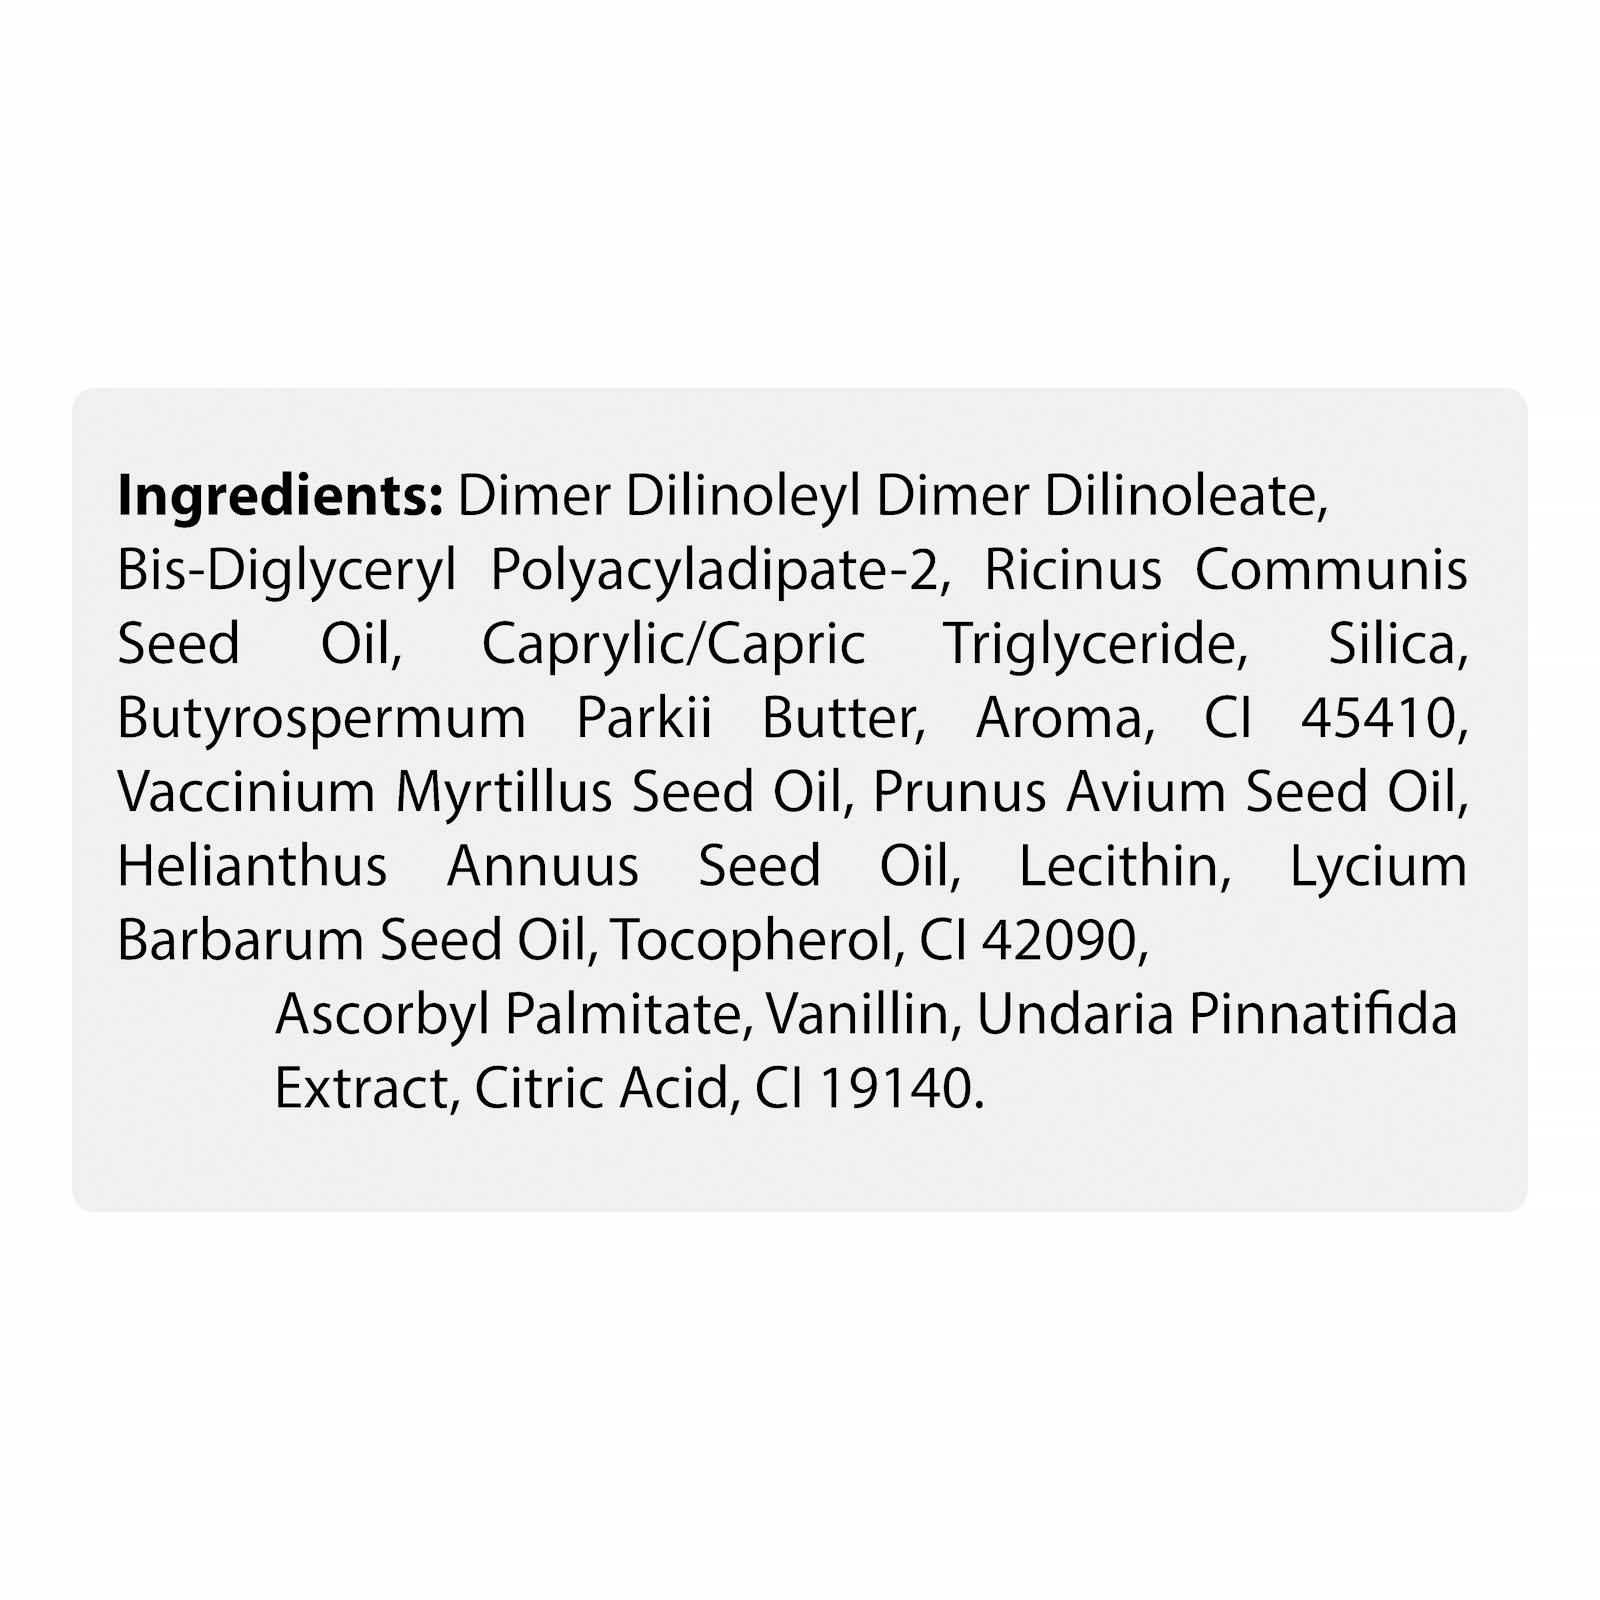 Ingredients: Dimer Dilinoleyl Dimer Dilinoleate,
Bis-Diglyceryl Polyacyladipate-2, Ricinus Communis
Seed Oil, Caprylic/Capric Triglyceride, Silica,
Butyrospermum Parkii Butter, Aroma, CI 45410,
Vaccinium Myrtillus Seed Oil, Prunus Avium Seed Oil,
Helianthus Annuus Seed Oil, Lecithin, Lycium
Barbarum Seed Oil, Tocopherol, CI 42090,
Ascorbyl Palmitate, Vanillin, Undaria Pinnatifida
Extract, Citric Acid, CI 19140.